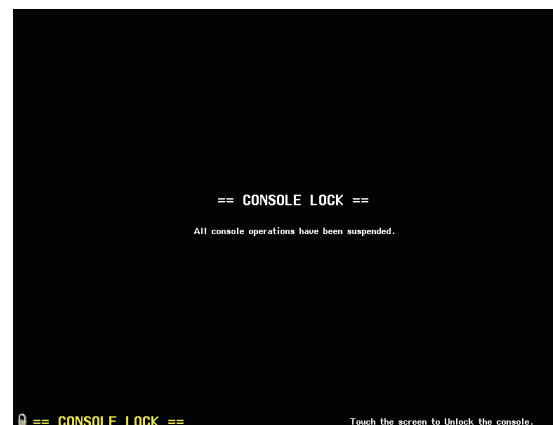 == CONSOLE LOCK ==
All console operations have been suspended.
== CONSOLE LOCK ==
Touch the screen to Unlock the console.